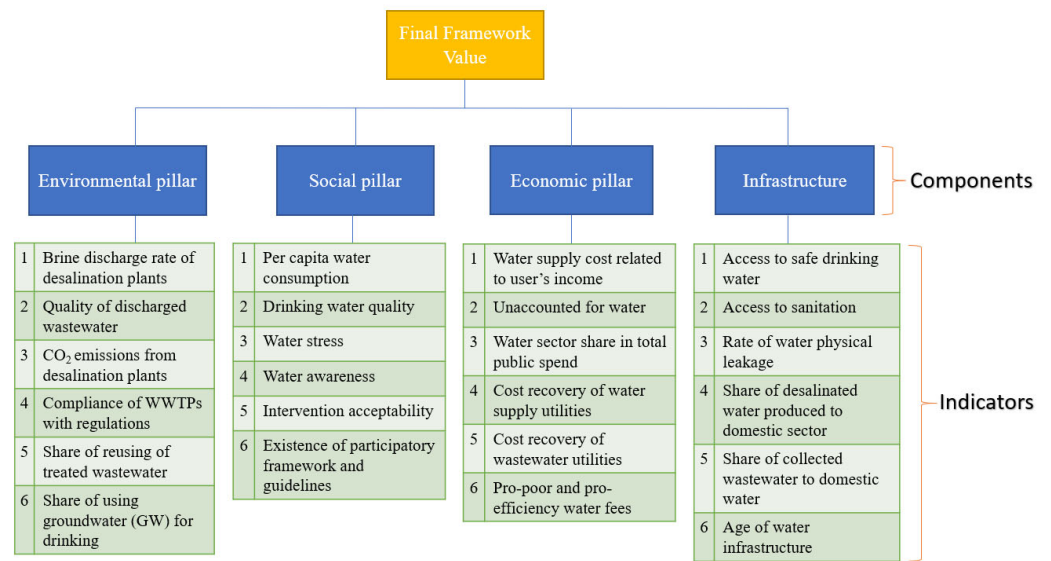 Final Framework
Value
Environmental pillar
Social pillar
Economic pillar
Infrastructure
Components
1 Brine discharge rate of
desalination plants
2 Quality of discharged
wastewater
3 CO₂ emissions from
desalination plants
4 Compliance of WWTPs
with regulations
5 Share of reusing of
treated wastewater
6 Share of using
groundwater (GW) for
drinking
1 Per capita water
consumption
2 Drinking water quality
3 Water stress
4 Water awareness
5 Intervention acceptability
6 Existence of participatory
framework and
guidelines
1 Water supply cost related
to user’s income
2 Unaccounted for water
3 Water sector share in total
public spend
4 Cost recovery of water
supply utilities
5 Cost recovery of
wastewater utilities
6 Pro-poor and pro-
efficiency water fees
1 Access to safe drinking
water
2 Access to sanitation
3 Rate of water physical
leakage
4 Share of desalinated
water produced to
domestic sector
5 Share of collected
wastewater to domestic
water
6 Age of water
infrastructure
Indicators